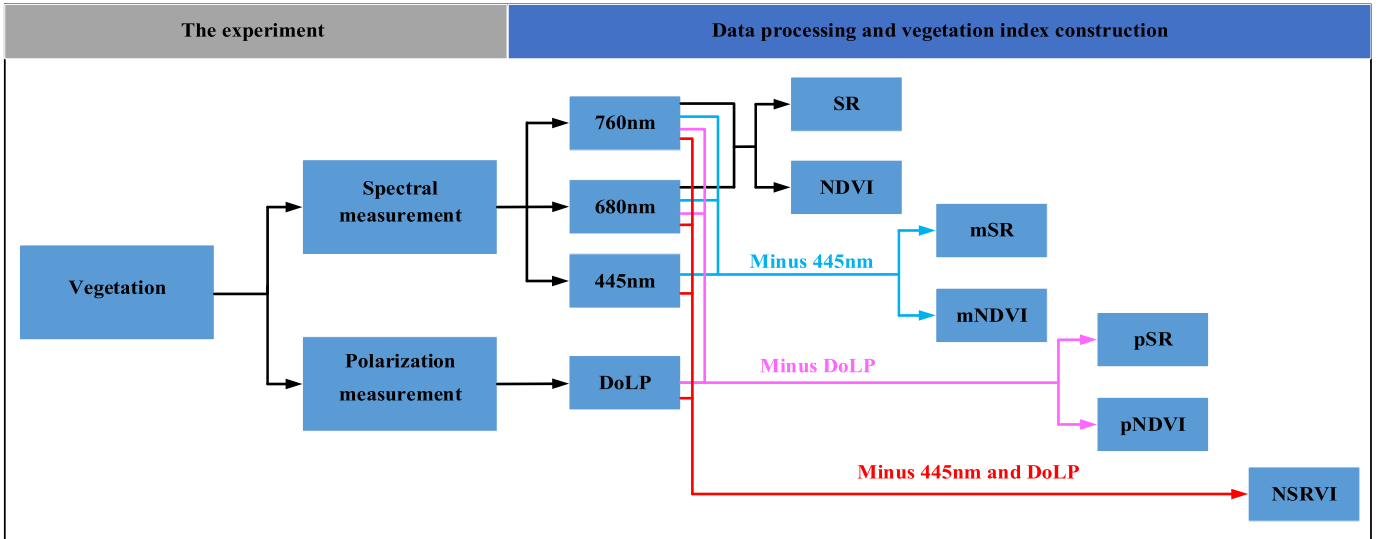 The experiment
Data processing and vegetation index construction
Vegetation
Spectral
measurement
Polarization
measurement
760nm
680nm
445nm
DoLP
SR
NDVI
Minus 445nm
mSR
mNDVI
Minus DoLP
pSR
pNDVI
Minus 445nm and DoLP
NSRVI